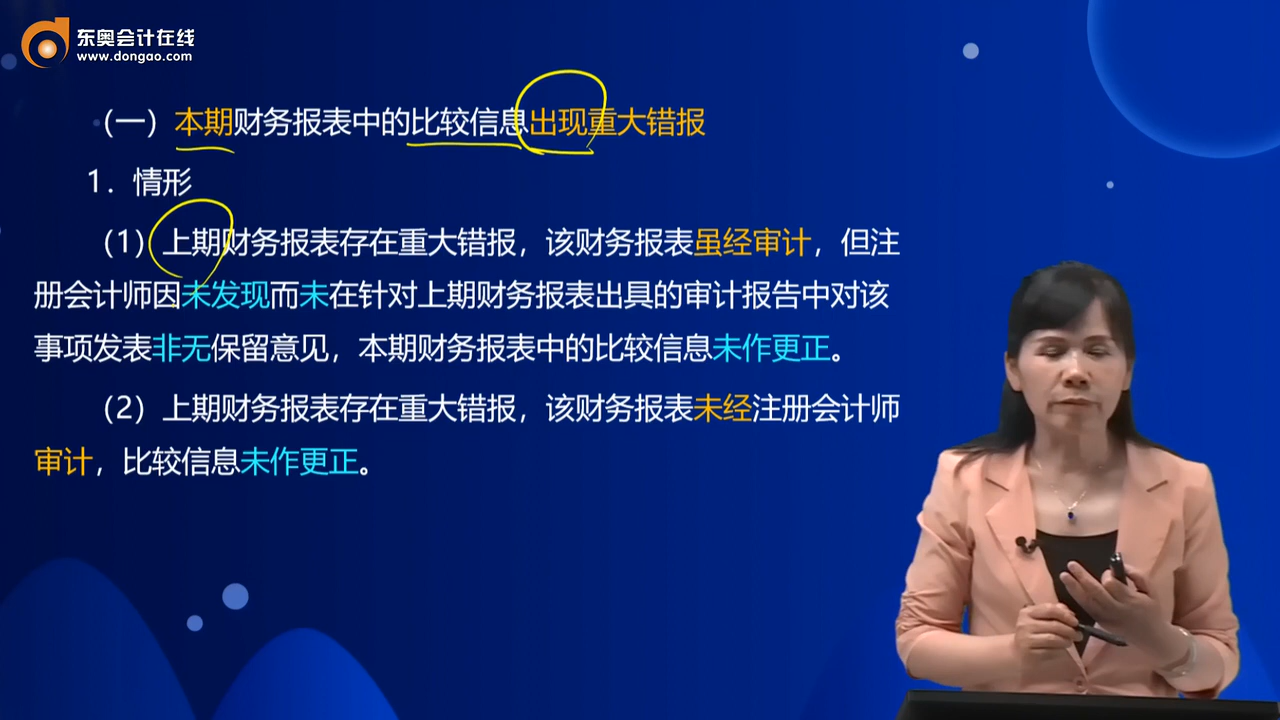 东奥会计在线
www.dongao.com
（一）本期财务报表中的比较信息出现重大错报
1．情形
（1）上期财务报表存在重大错报，该财务报表虽经审计，但注
册会计师因未发现而未在针对上期财务报表出具的审计报告中对该
事项发表非无保留意见，本期财务报表中的比较信息未作更正。
（2）上期财务报表存在重大错报，该财务报表未经注册会计师
审计，比较信息未作更正。